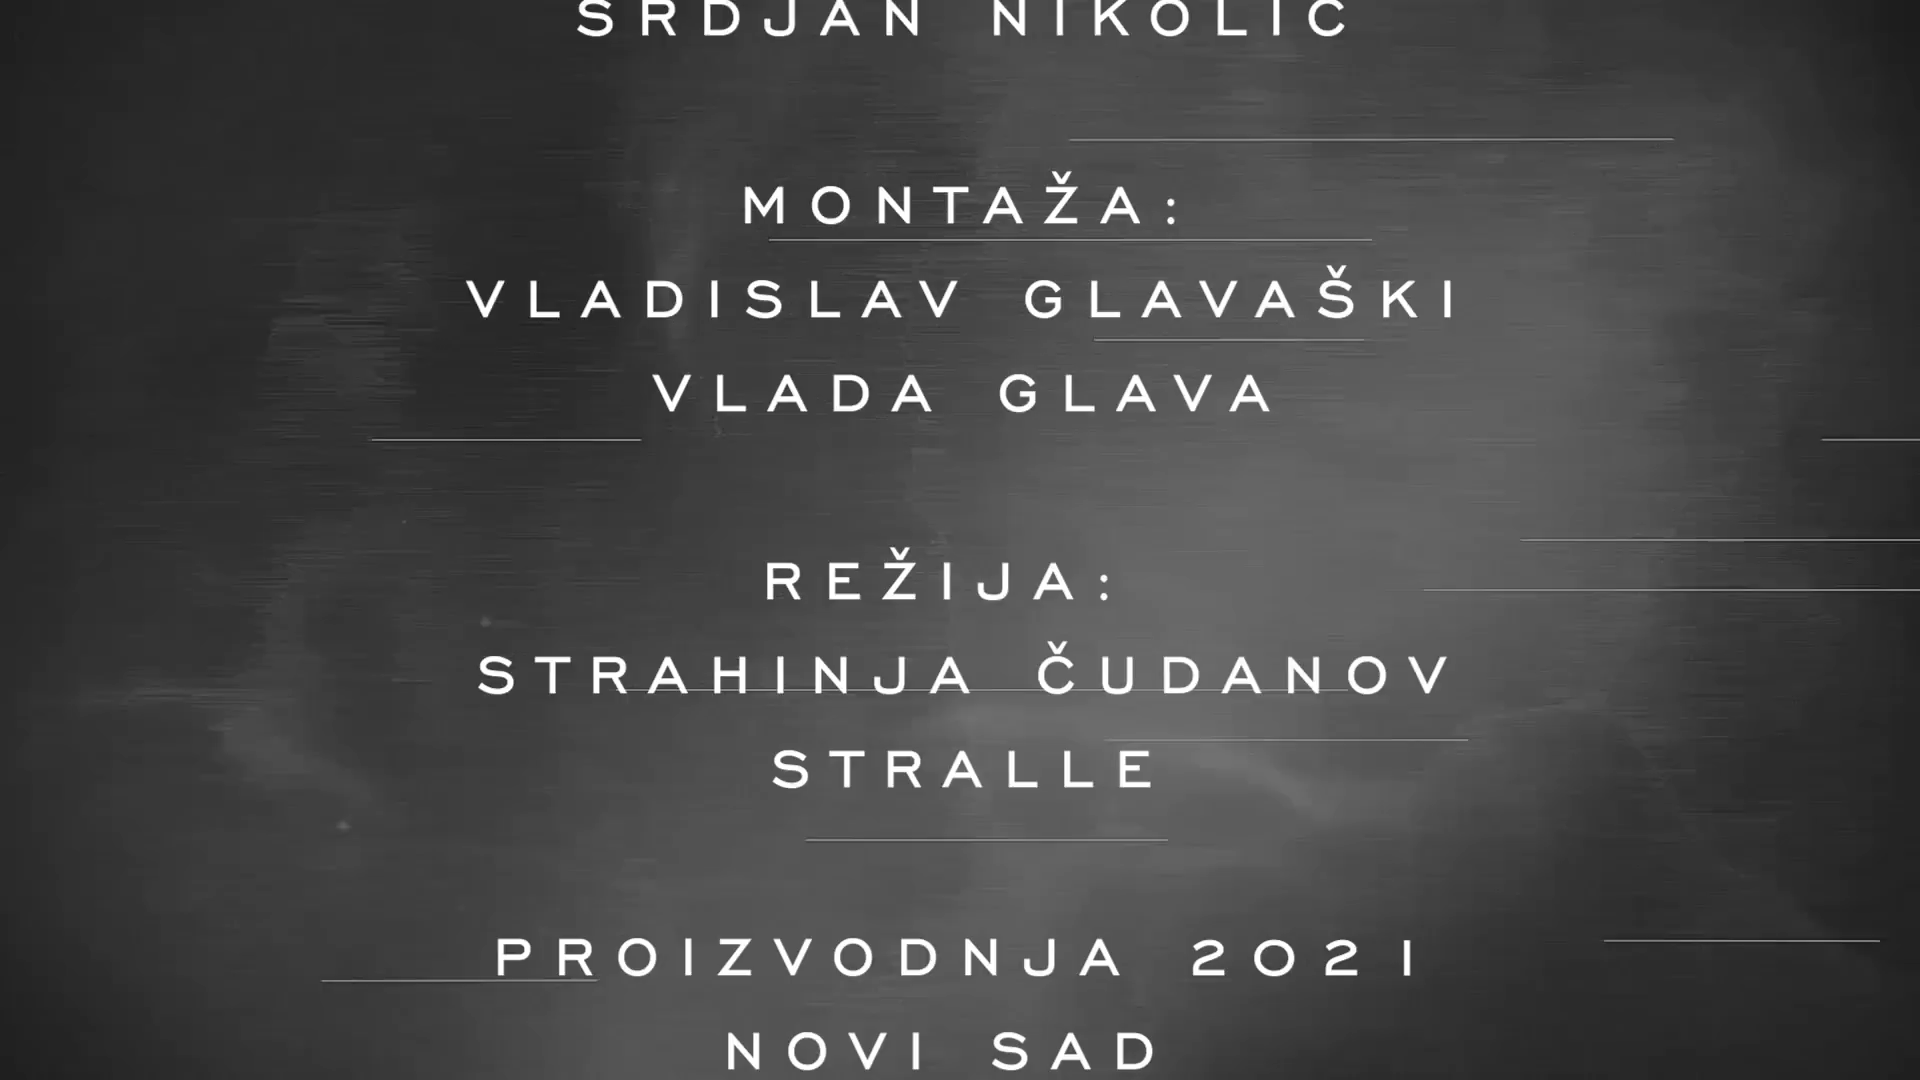 SRDJAN NIKOLIĆ
MONTAŽA:
VLADISLAV GLAVAŠKI
VLADA GLAVA
REŽIJA:
STRAHINJA ČUDANOV
STRALLE
PROIZVODNJA 2021
NOVI SAD